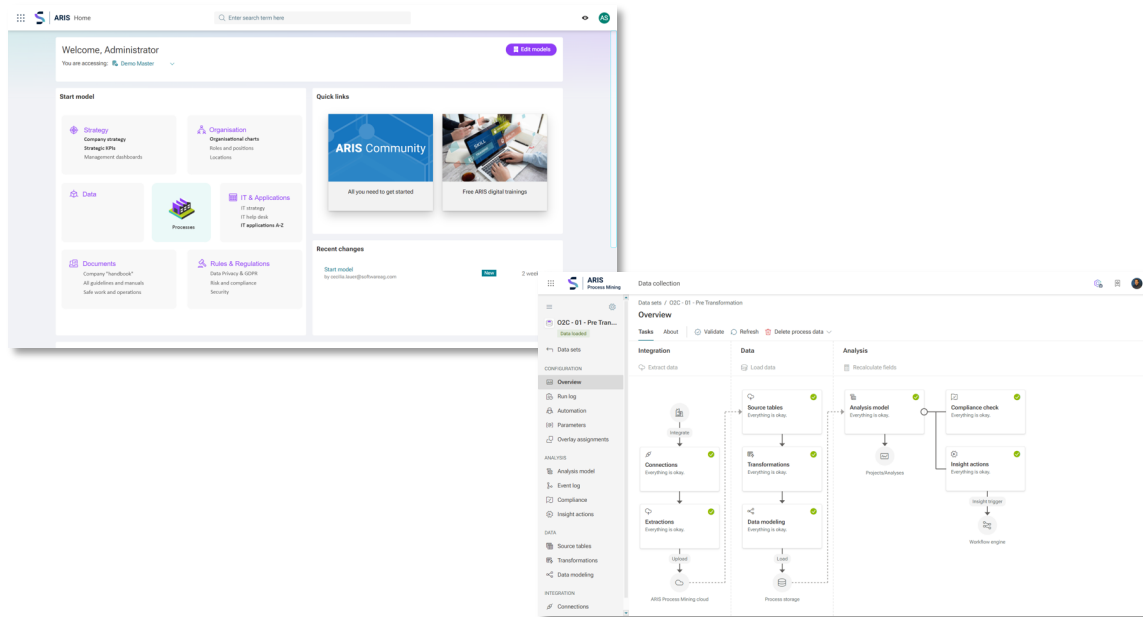 ARIS Home
Enter search term here
AS
Welcome, Administrator
You are accessing: Demo Master
Edit models
Start model
Strategy
Company strategy
Strategic KPIs
Management dashboards
Organisation
Organisational charts
Roles and positions
Locations
Data
Processes
IT & Applications
IT strategy
IT help desk
IT applications A-Z
Documents
Company "handbook"
All guidelines and manuals
Safe work and operations
Rules & Regulations
Data Privacy & GDPR
Risk and compliance
Security
Quick links
ARIS Community
All you need to get started
SKILL
Free ARIS digital trainings
Recent changes
Start model
New
2 week
ARIS
Process Mining
Data collection
O2C - 01 - Pre Tran...
Data loaded
Data sets
CONFIGURATION
Overview
Run log
Automation
Parameters
Overlay assignments
ANALYSIS
Analysis model
Event log
Compliance
Insight actions
DATA
Source tables
Transformations
Data modeling
INTEGRATION
Connections
Data sets / O2C - 01 - Pre Transformation
Overview
Tasks About Validate Refresh Delete process data
Integration
Extract data
Integrate
Connections
Everything is okay.
Extractions
Everything is okay.
Upload
ARIS Process Mining cloud
Data
Load data
Source tables
Everything is okay.
Transformations
Everything is okay.
Data modeling
Everything is okay.
Load
Process storage
Analysis
Recalculate fields
Analysis model
Everything is okay.
Projects/Analyses
Compliance check
Everything is okay.
Insight actions
Everything is okay.
Insight trigger
Workflow engine